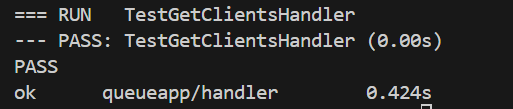 === RUN   TestGetClientsHandler
--- PASS: TestGetClientsHandler (0.00s)
PASS
ok      queueapp/handler        0.424s